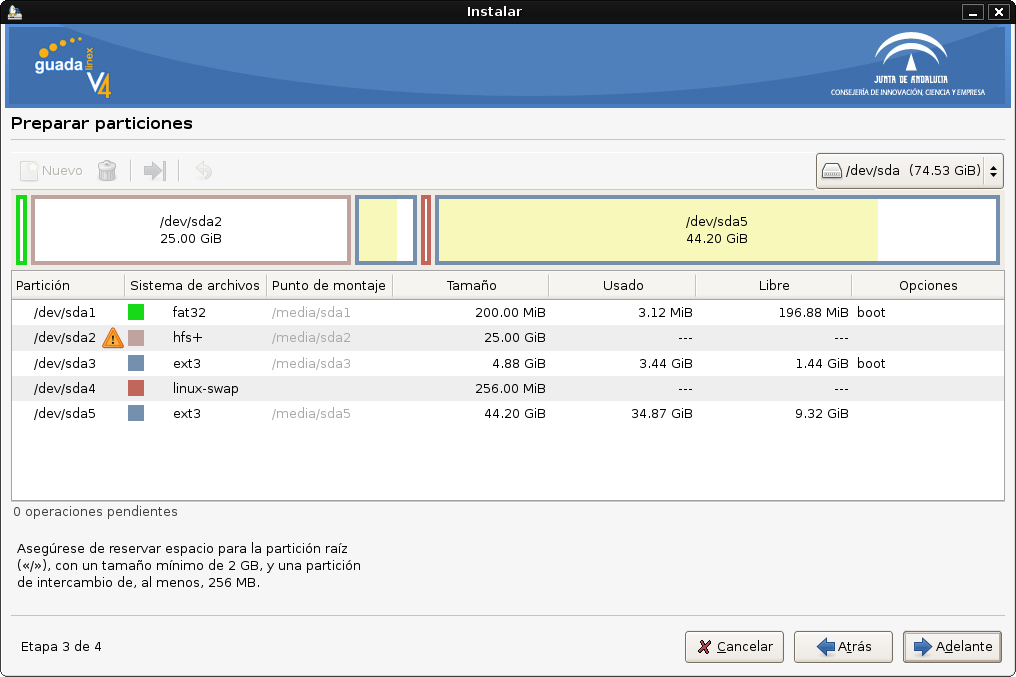 Instalar
guada
linex
V4
JUNTA DE ANDALUCIA
CONSEJERÍA DE INNOVACIÓN, CIENCIA Y EMPRESA
Preparar particiones
Nuevo
/dev/sda (74.53 GiB)
/dev/sda2
25.00 GiB
/dev/sda5
44.20 GiB
Partición Sistema de archivos Punto de montaje Tamaño Usado Libre Opciones
/dev/sda1 fat32 /media/sda1 200.00 MiB 3.12 MiB 196.88 MiB boot
/dev/sda2 hfs+ /media/sda2 25.00 GiB --- ---
/dev/sda3 ext3 /media/sda3 4.88 GiB 3.44 GiB 1.44 GiB boot
/dev/sda4 linux-swap 256.00 MiB --- ---
/dev/sda5 ext3 /media/sda5 44.20 GiB 34.87 GiB 9.32 GiB
0 operaciones pendientes
Asegúrese de reservar espacio para la partición raíz
(«/»), con un tamaño mínimo de 2 GB, y una partición
de intercambio de, al menos, 256 MB.
Etapa 3 de 4
Cancelar
Atrás
Adelante